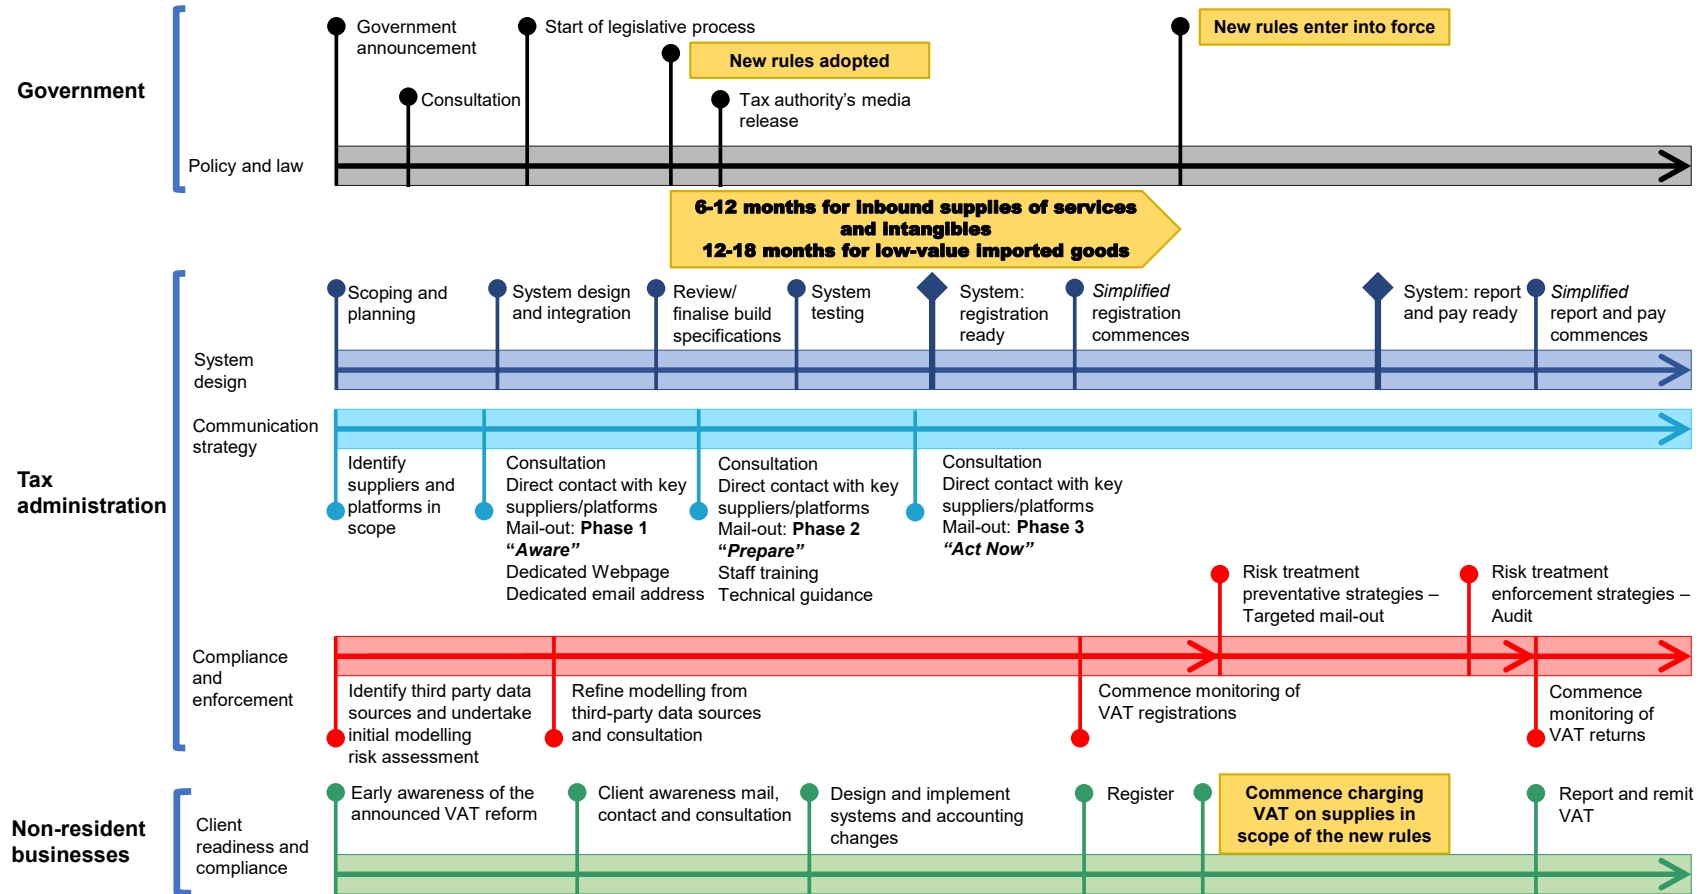 Government
Policy and law
Government
announcement
Consultation
Start of legislative process
New rules adopted
Tax authority's media
release
New rules enter into force
6-12 months for inbound supplies of services
and intangibles
12-18 months for low-value imported goods
Tax
administration
System
design
Scoping and
planning
System design
and integration
Review/
finalise build
specifications
System
testing
System:
registration
ready
Simplified
registration
commences
System: report
and pay ready
Simplified
report and pay
commences
Communication
strategy
Identify
suppliers and
platforms in
scope
Consultation
Direct contact with key
suppliers/platforms
Mail-out: Phase 1
“Aware”
Dedicated Webpage
Dedicated email address
Consultation
Direct contact with key
suppliers/platforms
Mail-out: Phase 2
“Prepare”
Staff training
Technical guidance
Consultation
Direct contact with key
suppliers/platforms
Mail-out: Phase 3
“Act Now”
Compliance
and
enforcement
Risk treatment
preventative strategies –
Targeted mail-out
Risk treatment
enforcement strategies –
Audit
Identify third party data
sources and undertake
initial modelling
risk assessment
Refine modelling from
third-party data sources
and consultation
Commence monitoring of
VAT registrations
Commence
monitoring of
VAT returns
Non-resident
businesses
Client
readiness and
compliance
Early awareness of the
announced VAT reform
Client awareness mail,
contact and consultation
Design and implement
systems and accounting
changes
Register
Commence charging
VAT on supplies in
scope of the new rules
Report and remit
VAT